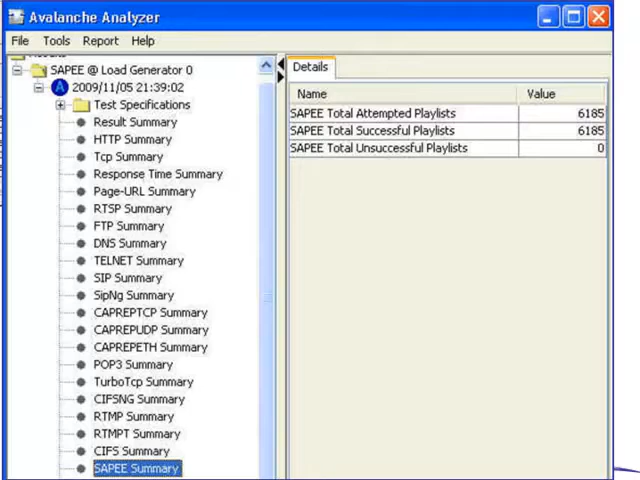 Avalanche Analyzer
File Tools Report Help
SAPEE @ Load Generator 0
2009/11/05 21:39:02
Test Specifications
Result Summary
HTTP Summary
Tcp Summary
Response Time Summary
Page-URL Summary
RTSP Summary
FTP Summary
DNS Summary
TELNET Summary
SIP Summary
SipNg Summary
CAPREPTCP Summary
CAPREPUDP Summary
CAPREPETH Summary
POP3 Summary
TurboTcp Summary
CIFSNG Summary
RTMP Summary
RTMPT Summary
CIFS Summary
SAPEE Summary
Details
Name Value
SAPEE Total Attempted Playlists 6185
SAPEE Total Successful Playlists 6185
SAPEE Total Unsuccessful Playlists 0